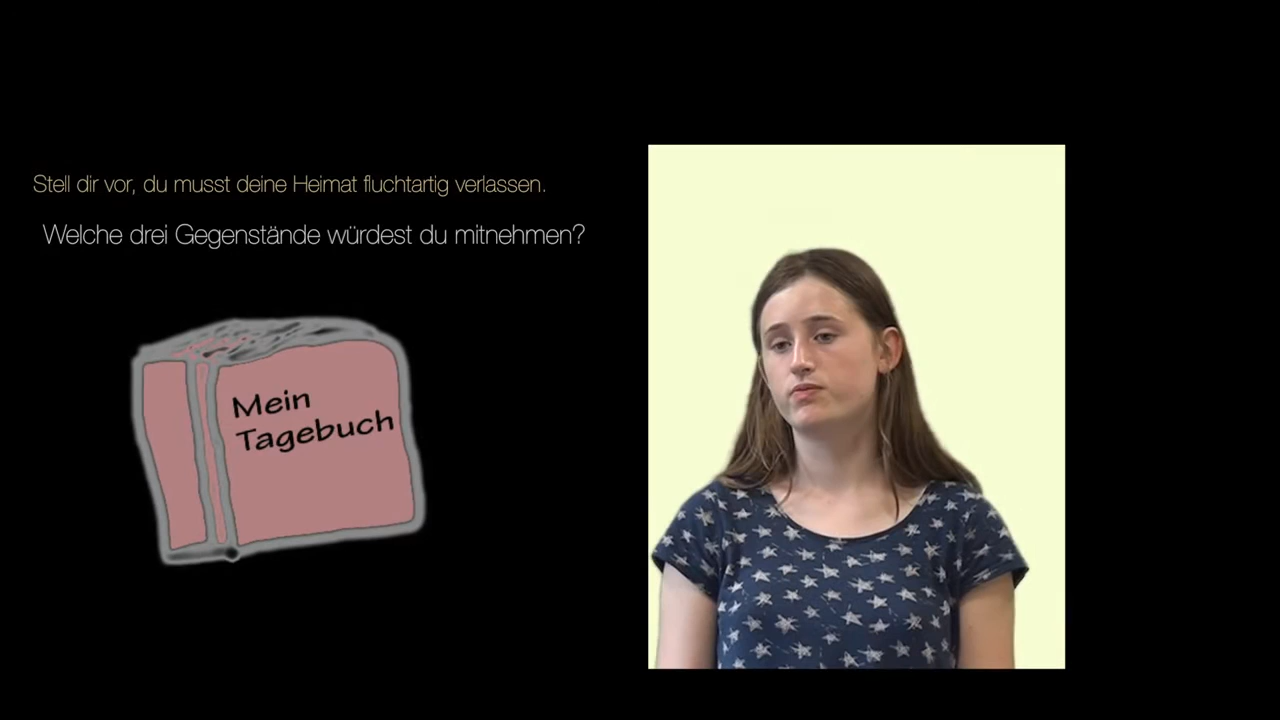 Stell dir vor, du musst deine Heimat fluchtartig verlassen.
Welche drei Gegenstände würdest du mitnehmen?
Mein
Tagebuch